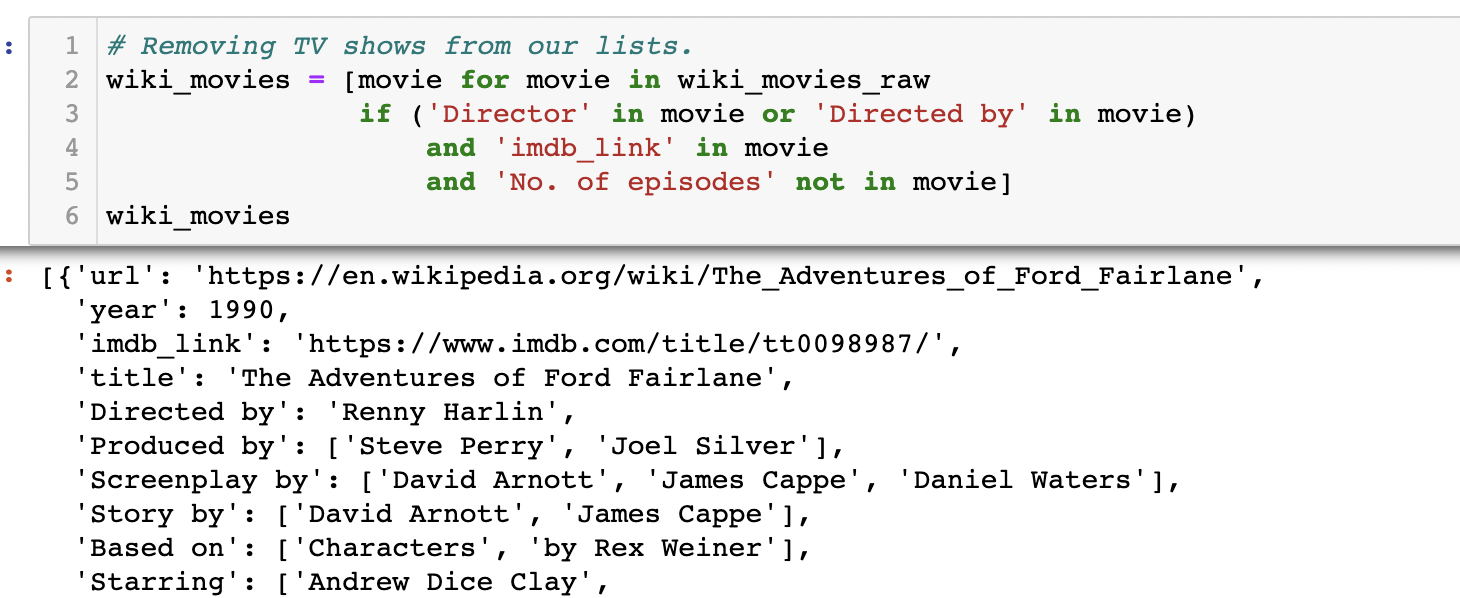 : 1 # Removing TV shows from our lists.
2 wiki_movies = [movie for movie in wiki_movies_raw
3 if ('Director' in movie or 'Directed by' in movie)
4 and 'imdb_link' in movie
5 and 'No. of episodes' not in movie]
6 wiki_movies
: [{'url': 'https://en.wikipedia.org/wiki/The_Adventures_of_Ford_Fairlane',
'year': 1990,
'imdb_link': 'https://www.imdb.com/title/tt0098987/',
'title': 'The Adventures of Ford Fairlane',
'Directed by': 'Renny Harlin',
'Produced by': ['Steve Perry', 'Joel Silver'],
'Screenplay by': ['David Arnott', 'James Cappe', 'Daniel Waters'],
'Story by': ['David Arnott', 'James Cappe'],
'Based on': ['Characters', 'by Rex Weiner'],
'Starring': ['Andrew Dice Clay',